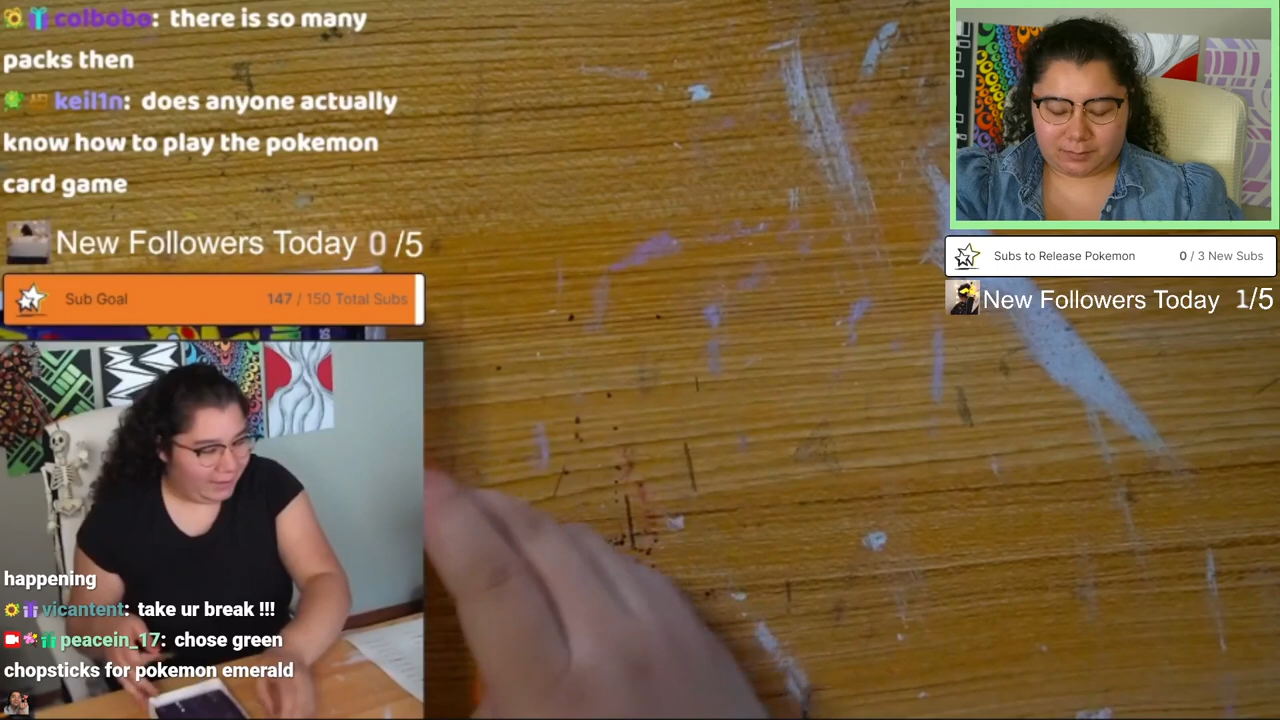 colbobo: there is so many
packs then
keil1n: does anyone actually
know how to play the pokemon
card game
New Followers Today 0 /5
Sub Goal 147 / 150 Total Subs
happening
vicantent: take ur break !!!
peacein_17: chose green
chopsticks for pokemon emerald
Subs to Release Pokemon 0 / 3 New Subs
New Followers Today 1/5